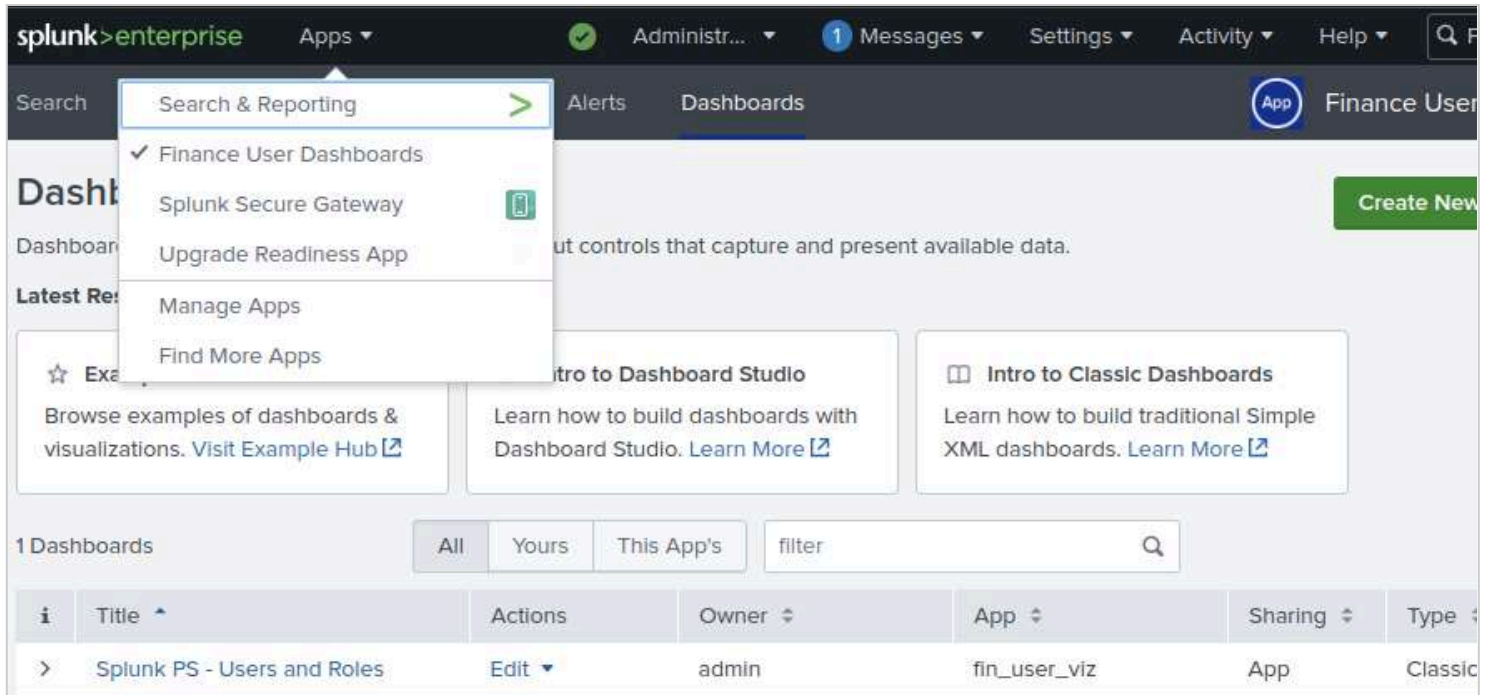 splunk>enterprise Apps Administr... 1 Messages Settings Activity Help
Search Alerts Dashboards App Finance User
Search & Reporting >
Finance User Dashboards
Splunk Secure Gateway
Upgrade Readiness App
Manage Apps
Find More Apps
Create New
ut controls that capture and present available data.
Latest
Intro to Classic Dashboards
to Dashboard Studio
Browse examples of dashboards &
visualizations. Visit Example Hub
Learn how to build dashboards with
Dashboard Studio. Learn More
Learn how to build traditional Simple
XML dashboards. Learn More
1 Dashboards All Yours This App's filter
i Title Actions Owner App Sharing Type
> Splunk PS - Users and Roles Edit admin fin_user_viz App Classic